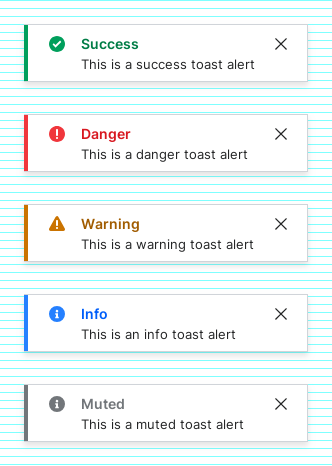 Success
This is a success toast alert
Danger
This is a danger toast alert
Warning
This is a warning toast alert
Info
This is an info toast alert
Muted
This is a muted toast alert